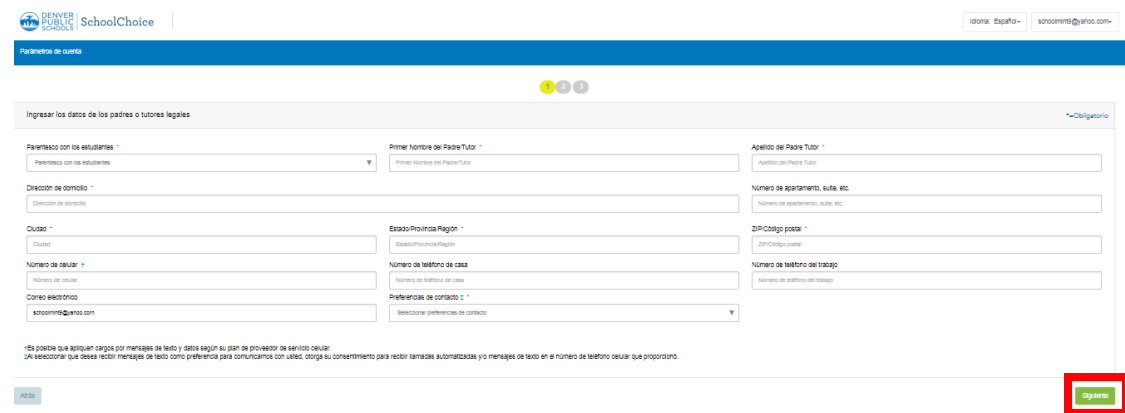 DENVER PUBLIC SCHOOLS SchoolChoice
Idioma: Español schoolmint9@yahoo.com
Parámetros de cuenta
1 2 3
Ingresar los datos de los padres o tutores legales *=Obligatorio
Parentesco con los estudiantes * Primer Nombre del Padre/Tutor * Apellido del Padre Tutor *
Parentesco con los estudiantes Primer Nombre del Padre/Tutor Apellido del Padre Tutor
Dirección de domicilio * Número de apartamento, suite, etc.
Dirección de domicilio Número de apartamento, suite, etc.
Ciudad * Estado/Provincia/Región * ZIP/Código postal *
Ciudad Estado/Provincia/Región ZIP/Código postal
Número de celular † Número de teléfono de casa Número de teléfono del trabajo
Número de celular Número de teléfono de casa Número de teléfono del trabajo
Correo electrónico Preferencias de contacto ‡ *
schoolmint9@yahoo.com Seleccionar preferencias de contacto
†Es posible que apliquen cargos por mensajes de texto y datos según su plan de proveedor de servicio celular.
‡Al seleccionar que desea recibir mensajes de texto como preferencia para comunicarnos con usted, otorga su consentimiento para recibir llamadas automatizadas y/o mensajes de texto en el número de teléfono celular que proporcionó.
Atrás Siguiente